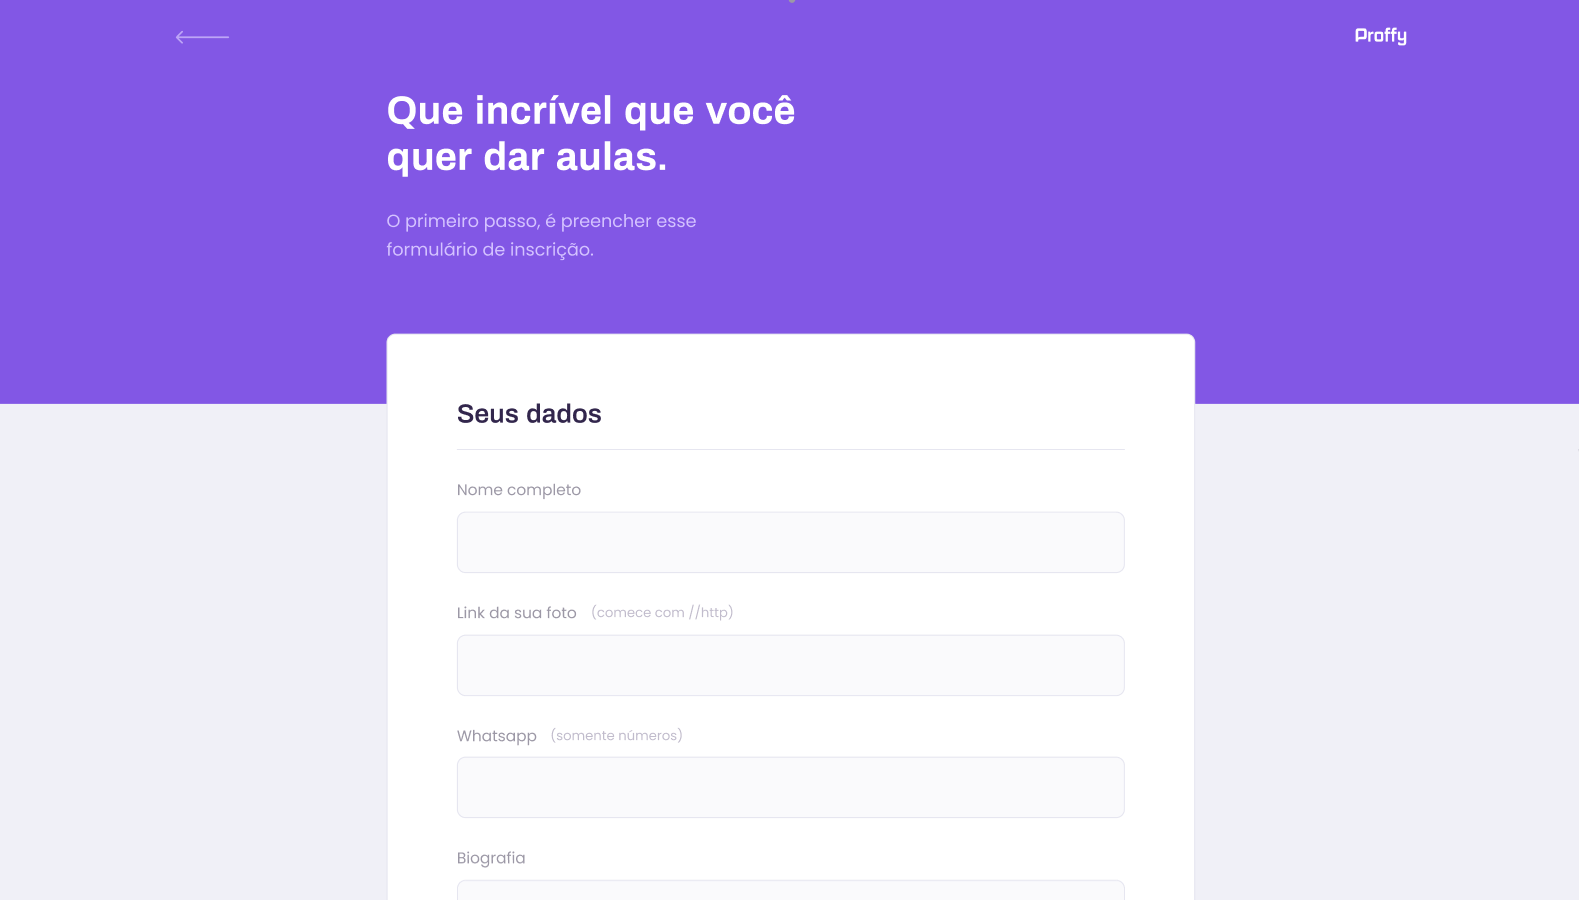 Proffy
Que incrível que você
quer dar aulas.
O primeiro passo, é preencher esse
formulário de inscrição.
Seus dados
Nome completo
Link da sua foto (comece com //http)
Whatsapp (somente números)
Biografia